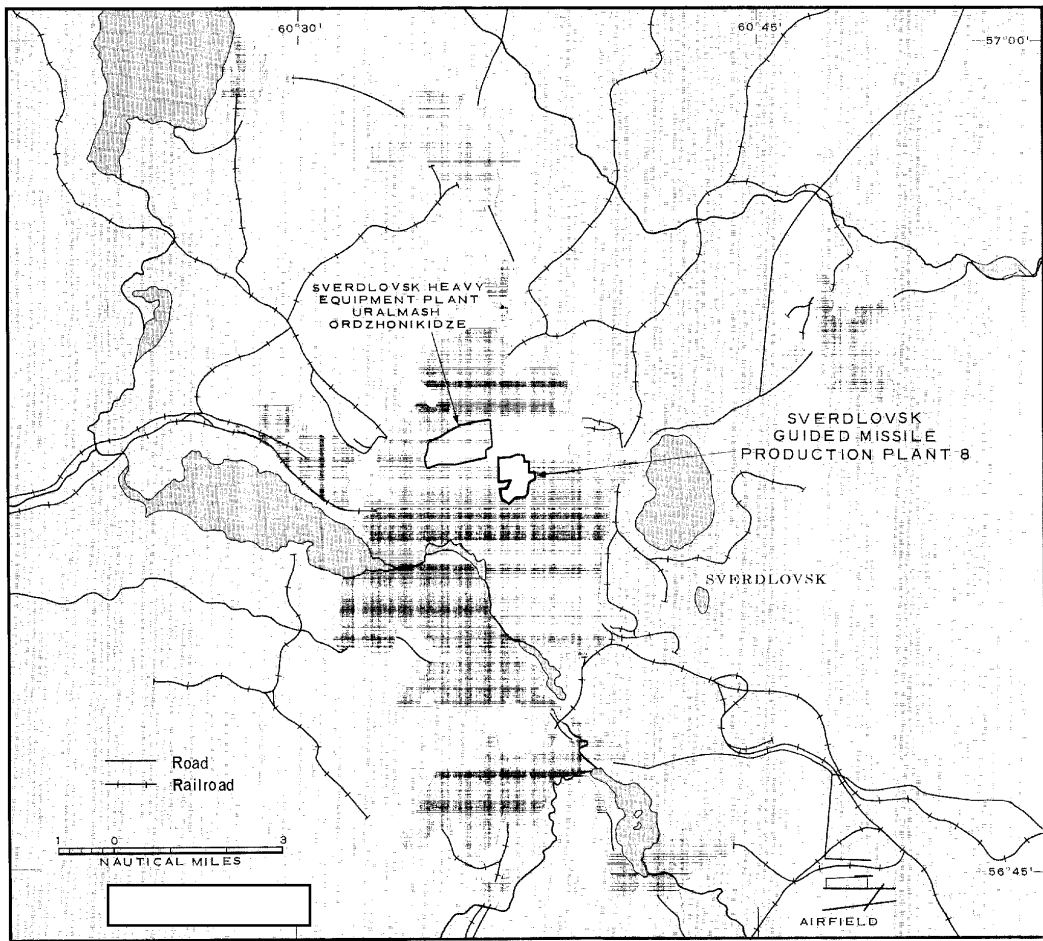 60°30'
60°45'
57°00'
SVERDLOVSK HEAVY
EQUIPMENT PLANT
URALMASH
ORDZHONIKIDZE
SVERDLOVSK
GUIDED MISSILE
PRODUCTION PLANT 8
SVERDLOVSK
Road
Railroad
1 0 3
NAUTICAL MILES
56°45'
AIRFIELD